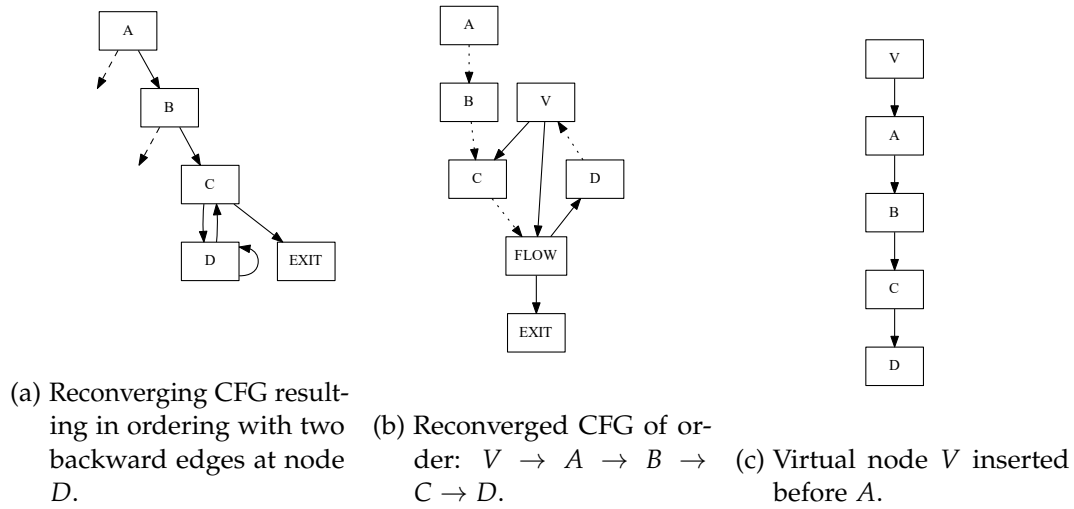 A
B
C
D
EXIT
A
B
V
C
D
FLOW
EXIT
V
A
B
C
D
(a) Reconverging CFG result-
ing in ordering with two
backward edges at node
D.
(b) Reconverged CFG of or-
der: V → A → B →
C → D.
(c) Virtual node V inserted
before A.